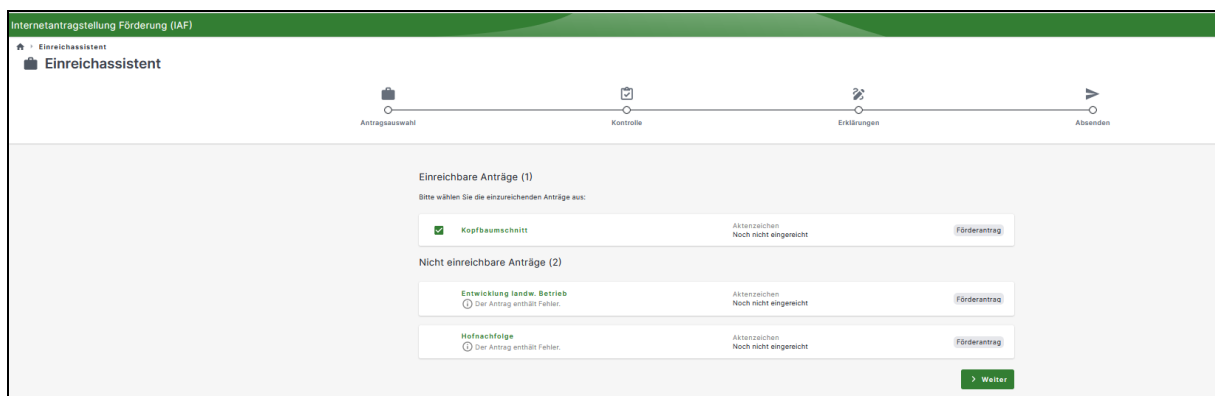 Internetantragstellung Förderung (IAF)
Einreichassistent
Einreichassistent
Antragsauswahl
Kontrolle
Erklärungen
Absenden
Einreichbare Anträge (1)
Bitte wählen Sie die einzureichenden Anträge aus:
Kopfbaumschnitt
Aktenzeichen
Noch nicht eingereicht
Förderantrag
Nicht einreichbare Anträge (2)
Entwicklung landw. Betrieb
Der Antrag enthält Fehler.
Aktenzeichen
Noch nicht eingereicht
Förderantrag
Hofnachfolge
Der Antrag enthält Fehler.
Aktenzeichen
Noch nicht eingereicht
Förderantrag
Weiter